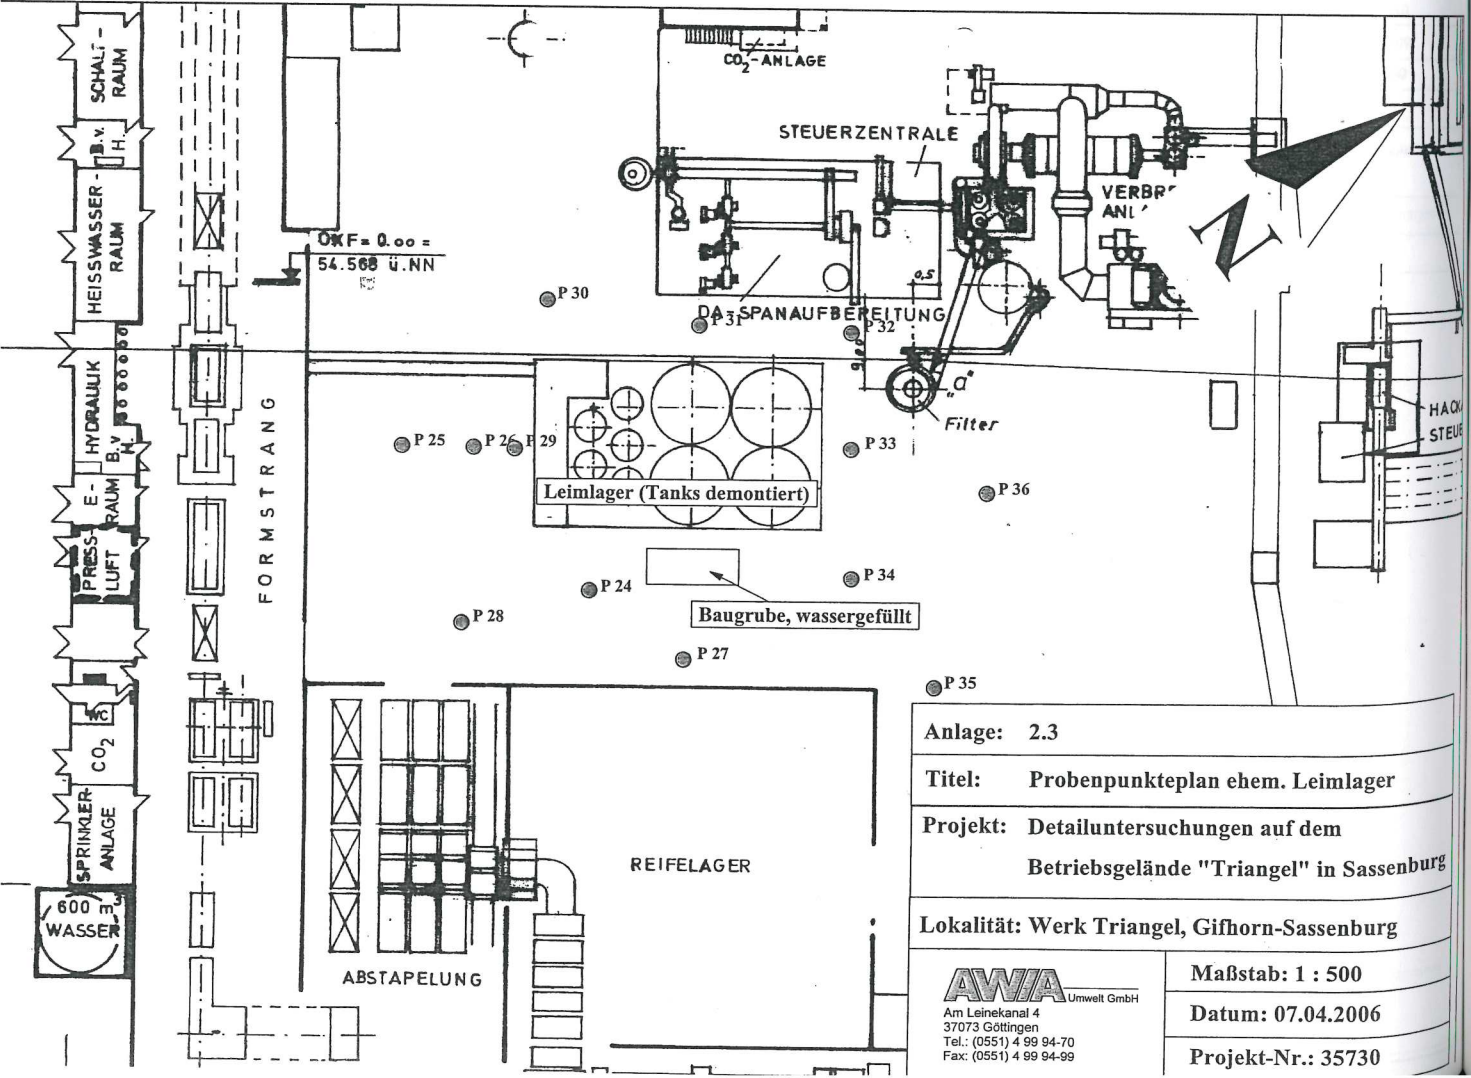 SCHALT-
RAUM
B.v.
H.
HEISSWASSER-
RAUM
HYDRAULIK
B.v
H
E-
RAUM
PRESS-
LUFT
WC
CO2
SPRINKLER-
ANLAGE
600 m3
WASSER
FORMSTRANG
OKF= 0.00 =
54.568 ü.NN
CO2-ANLAGE
STEUERZENTRALE
DA-SPANAUFBEREITUNG
0,5
"a"
Filter
N
P 30
P 31
P 32
P 25
P 26
P 29
P 33
P 36
Leimlager (Tanks demontiert)
P 34
P 24
Baugrube, wassergefüllt
P 28
P 27
P 35
REIFELAGER
ABSTAPELUNG
Anlage: 2.3
Titel: Probenpunkteplan ehem. Leimlager
Projekt: Detailuntersuchungen auf dem
Betriebsgelände "Triangel" in Sassenburg
Lokalität: Werk Triangel, Gifhorn-Sassenburg
AWIA Umwelt GmbH
Am Leinekanal 4
37073 Göttingen
Tel.: (0551) 4 99 94-70
Fax: (0551) 4 99 94-99
Maßstab: 1 : 500
Datum: 07.04.2006
Projekt-Nr.: 35730